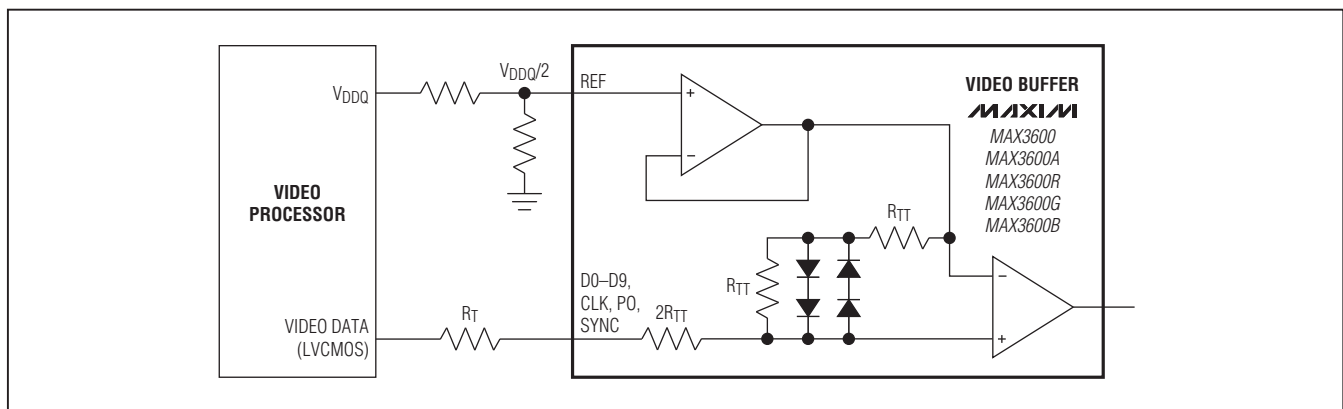 VIDEO
PROCESSOR
VDDQ
VIDEO DATA
(LVCMOS)
VDDQ/2
RT
REF
D0–D9,
CLK, PO,
SYNC
2RTT
RTT
RTT
+
−
−
+
VIDEO BUFFER
MAXIM
MAX3600
MAX3600A
MAX3600R
MAX3600G
MAX3600B